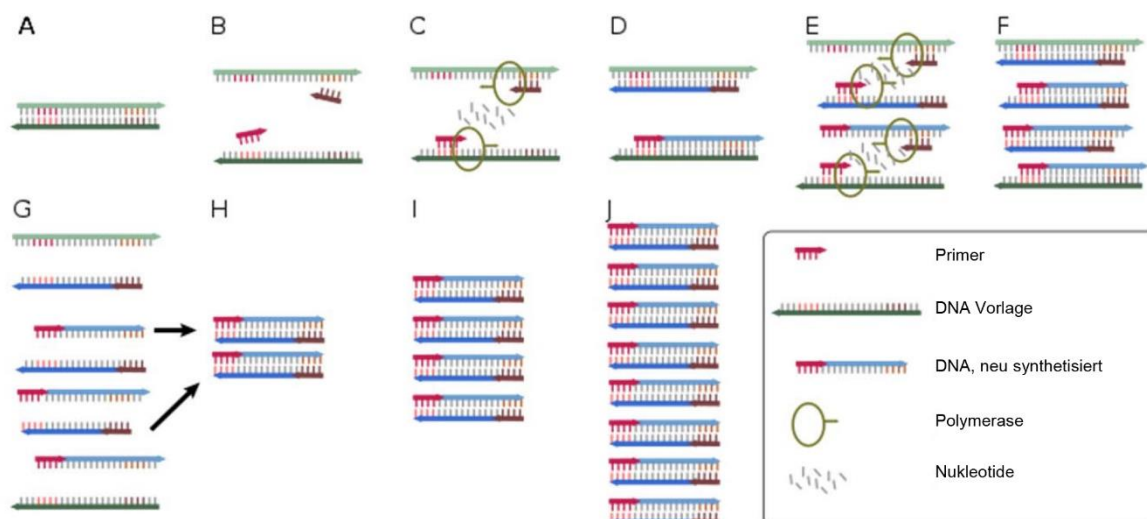 A
B
C
D
E
F
G
H
I
J
Primer
DNA Vorlage
DNA, neu synthetisiert
Polymerase
Nukleotide